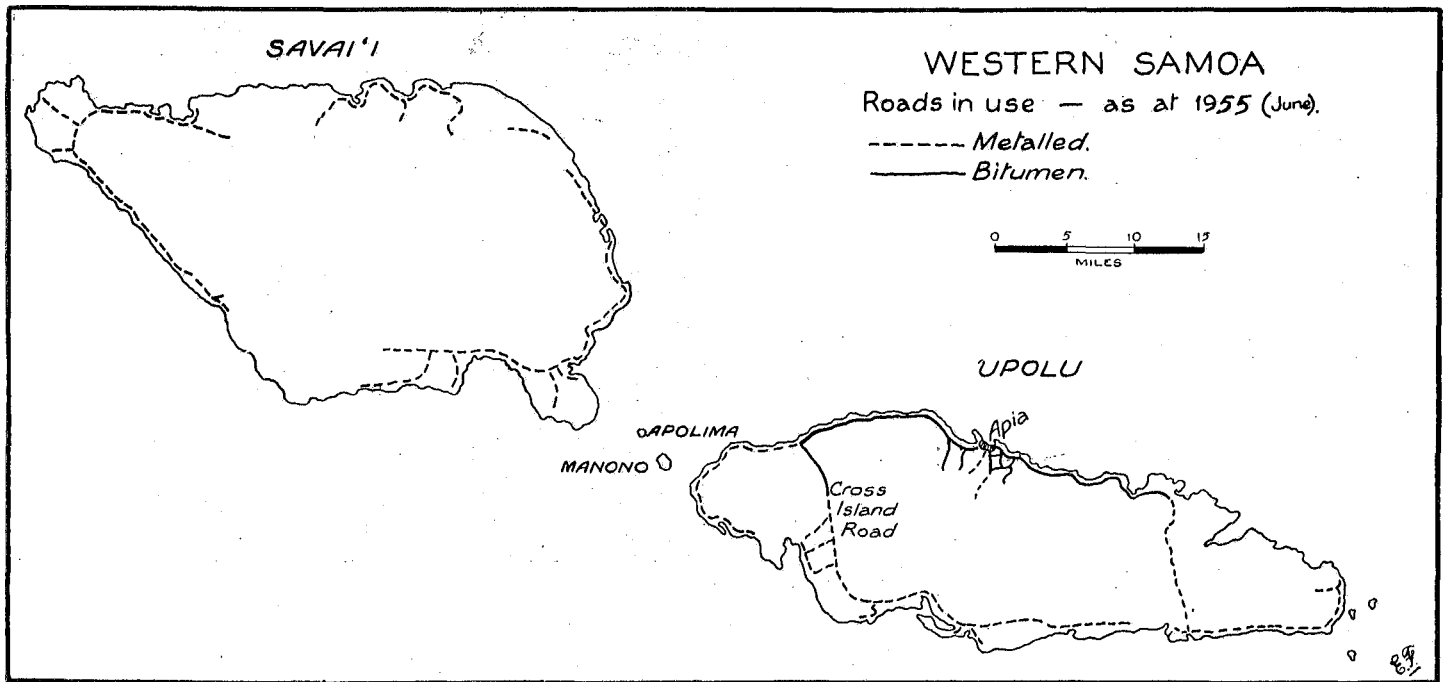 SAVAI'I
WESTERN SAMOA
Roads in use — as at 1955 (June).
Metalled.
Bitumen.
0 5 10 15
MILES
'UPOLU
Apia
APOLIMA
MANONO
Cross
Island
Road